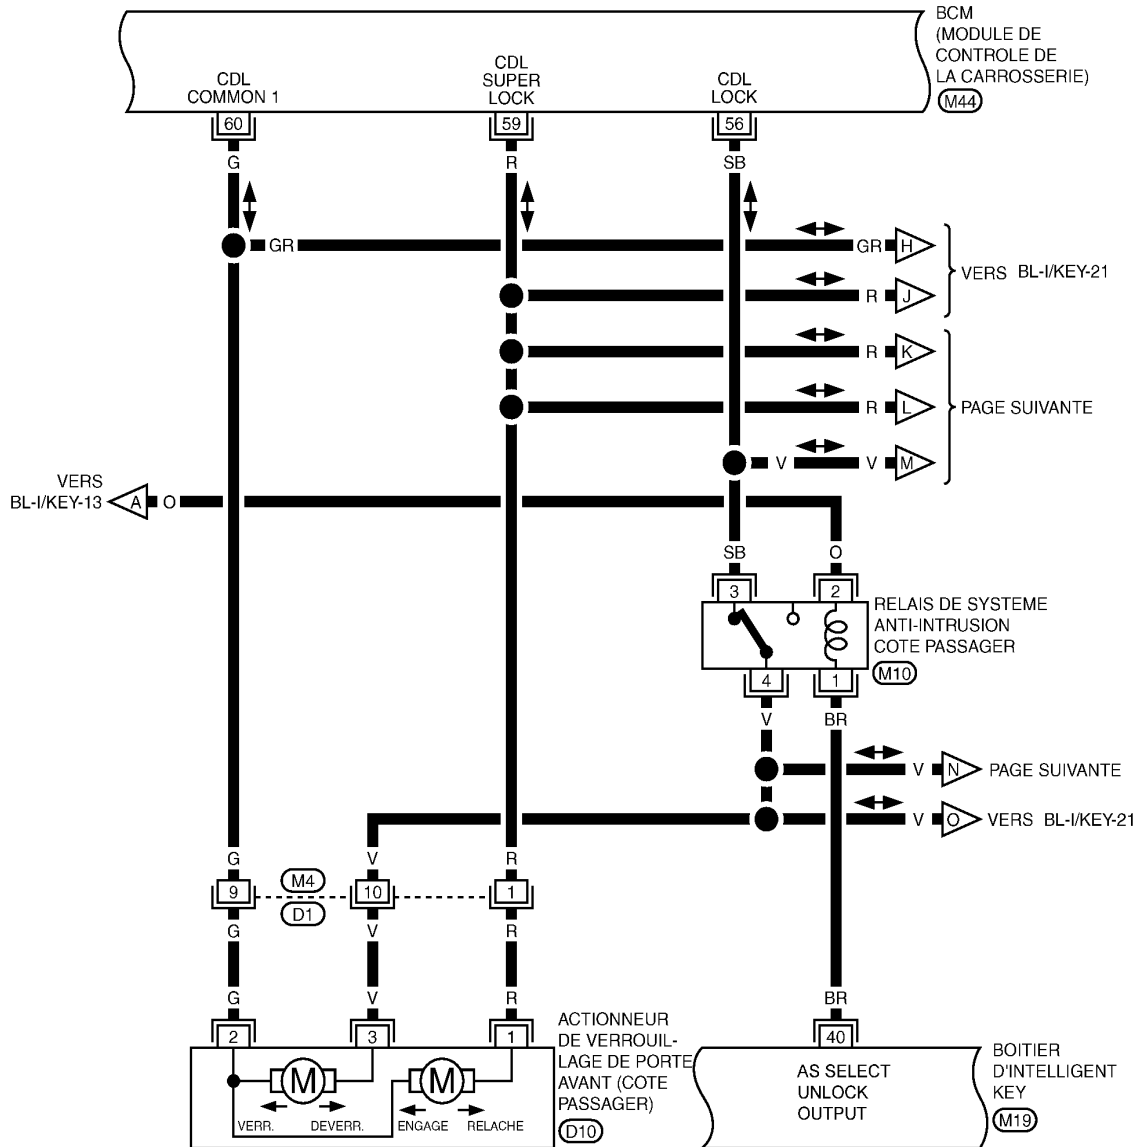 BCM
(MODULE DE
CONTROLE DE
LA CARROSSERIE)
M44
CDL
COMMON 1
CDL
SUPER
LOCK
CDL
LOCK
60
59
56
G
R
SB
GR
GR
H
R
J
VERS BL-I/KEY-21
R
K
R
L
PAGE SUIVANTE
V
V
M
VERS
BL-I/KEY-13
A
O
SB
O
3
2
RELAIS DE SYSTEME
ANTI-INTRUSION
COTE PASSAGER
M10
4
1
V
BR
V
N
PAGE SUIVANTE
V
O
VERS BL-I/KEY-21
G
V
R
9
M4
10
1
D1
G
V
R
G
V
R
BR
2
3
1
40
ACTIONNEUR
DE VERROUIL-
LAGE DE PORTE
AVANT (COTE
PASSAGER)
D10
M
M
VERR.
DEVERR.
ENGAGE
RELACHE
AS SELECT
UNLOCK
OUTPUT
BOITIER
D'INTELLIGENT
KEY
M19